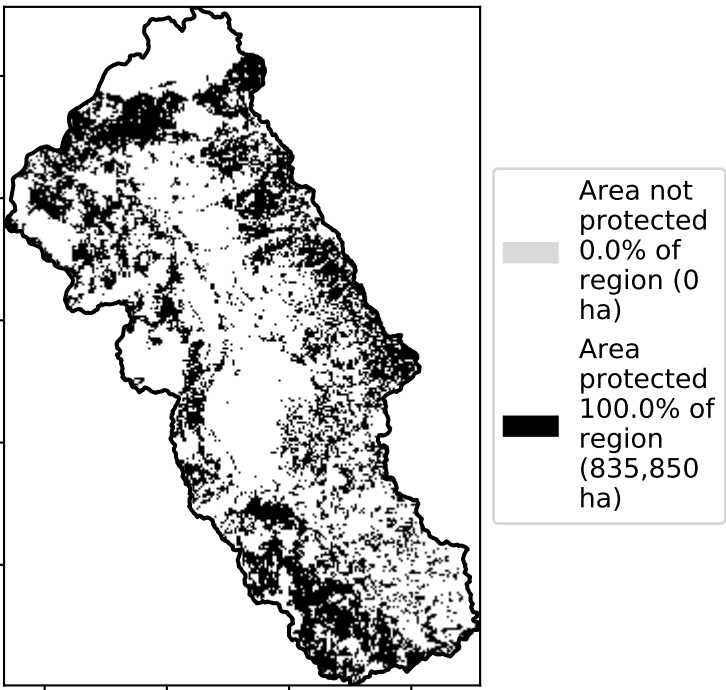 Area not
protected
0.0% of
region (0
ha)
Area
protected
100.0% of
region
(835,850
ha)